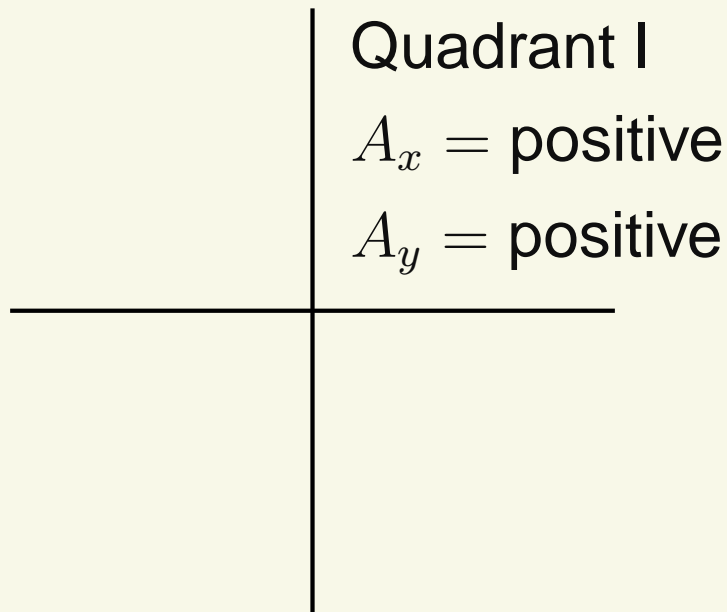 Quadrant I
$A_x = $ positive
$A_y = $ positive